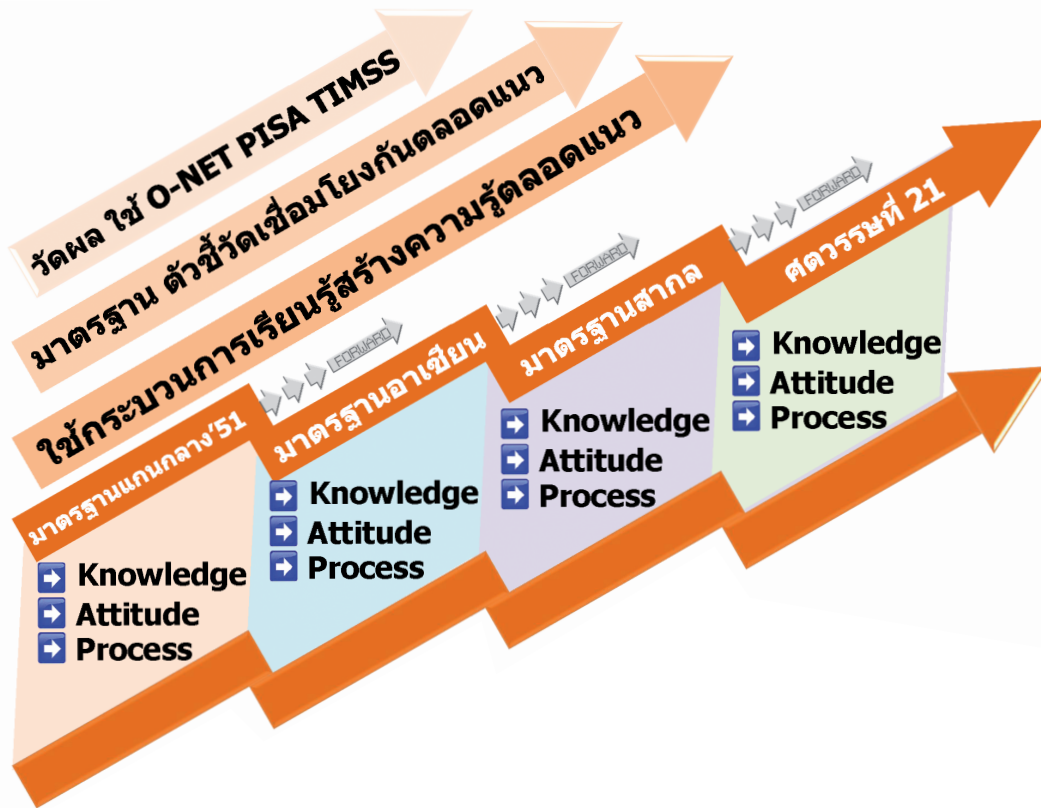 วัดผล ใช้ O-NET PISA TIMSS
มาตรฐาน ตัวชี้วัดเชื่อมโยงกันตลอดแนว
ใช้กระบวนการเรียนรู้สร้างความรู้ตลอดแนว
มาตรฐานแกนกลาง'51
Knowledge
Attitude
Process
FORWARD
มาตรฐานอาเซียน
Knowledge
Attitude
Process
FORWARD
มาตรฐานสากล
Knowledge
Attitude
Process
FORWARD
ศตวรรษที่ 21
Knowledge
Attitude
Process